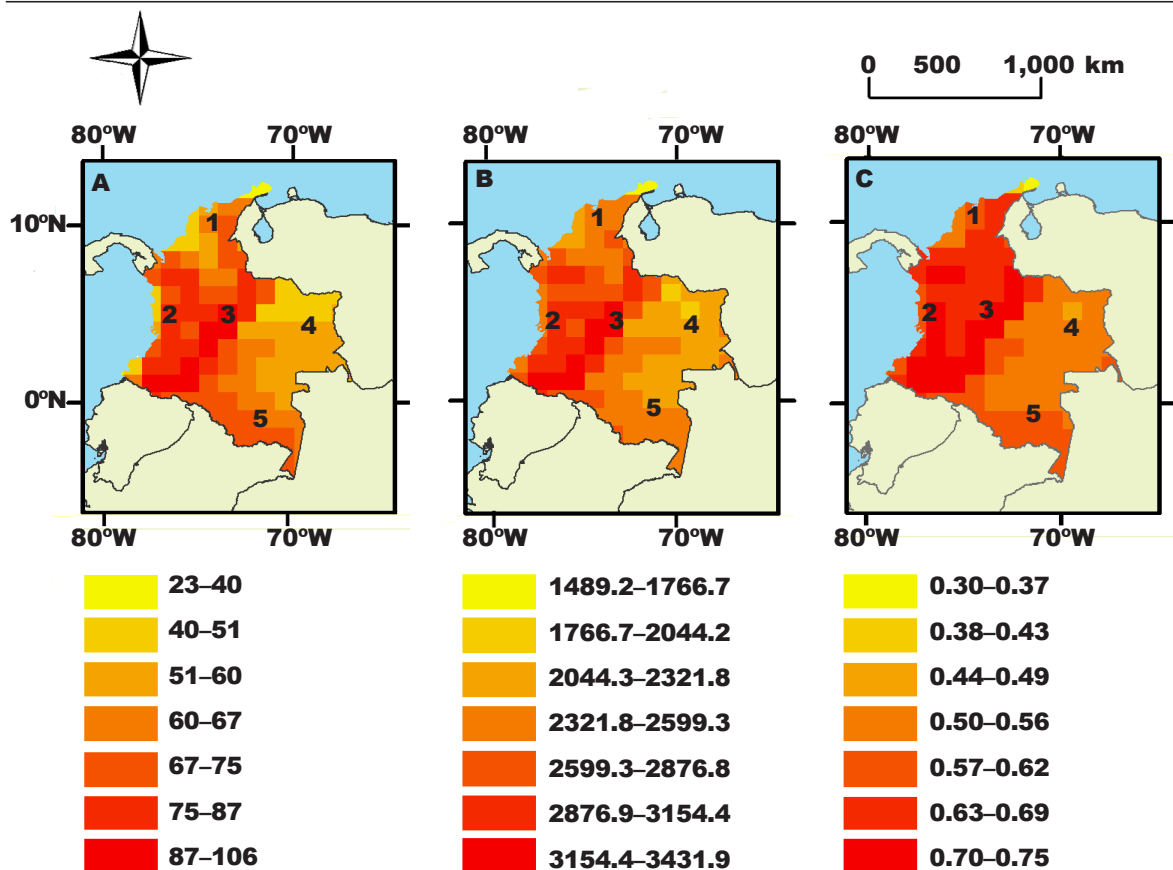 0 500 1,000 km
80ºW 70ºW 80ºW 70ºW 80ºW 70ºW
A B C
10ºN 1 1 1
2 3 4 2 3 4 2 3 4
0ºN 5 5 5
80ºW 70ºW 80ºW 70ºW 80ºW 70ºW
23–40 1489.2–1766.7 0.30–0.37
40–51 1766.7–2044.2 0.38–0.43
51–60 2044.3–2321.8 0.44–0.49
60–67 2321.8–2599.3 0.50–0.56
67–75 2599.3–2876.8 0.57–0.62
75–87 2876.9–3154.4 0.63–0.69
87–106 3154.4–3431.9 0.70–0.75